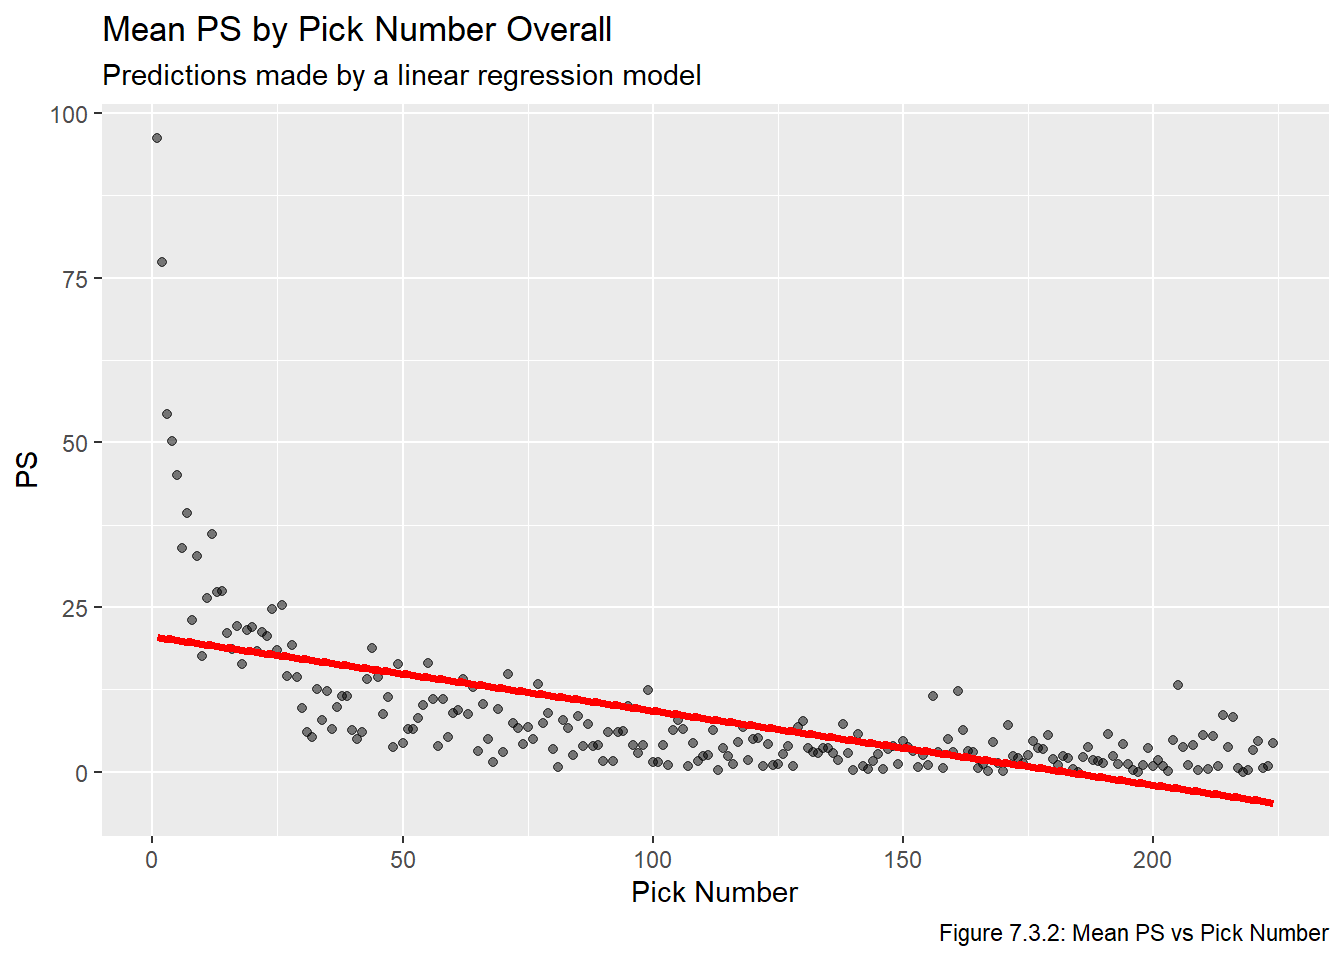 Mean PS by Pick Number Overall
Predictions made by a linear regression model
100
75
50
25
0
PS
0 50 100 150 200
Pick Number
Figure 7.3.2: Mean PS vs Pick Number